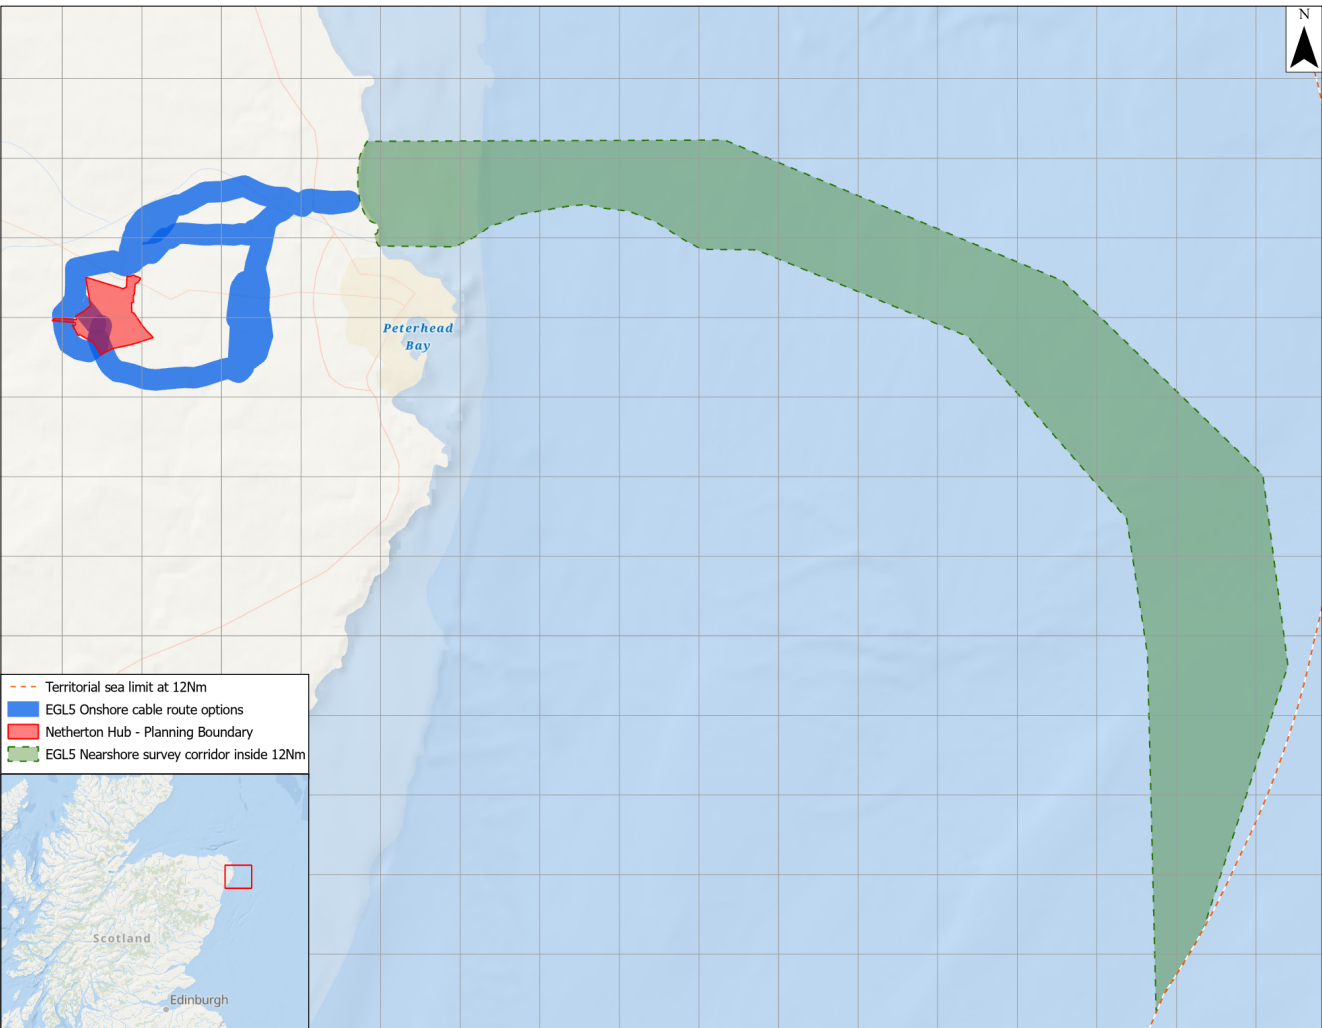 N
Peterhead
Bay
Territorial sea limit at 12Nm
EGL5 Onshore cable route options
Netherton Hub - Planning Boundary
EGL5 Nearshore survey corridor inside 12Nm
Scotland
Edinburgh